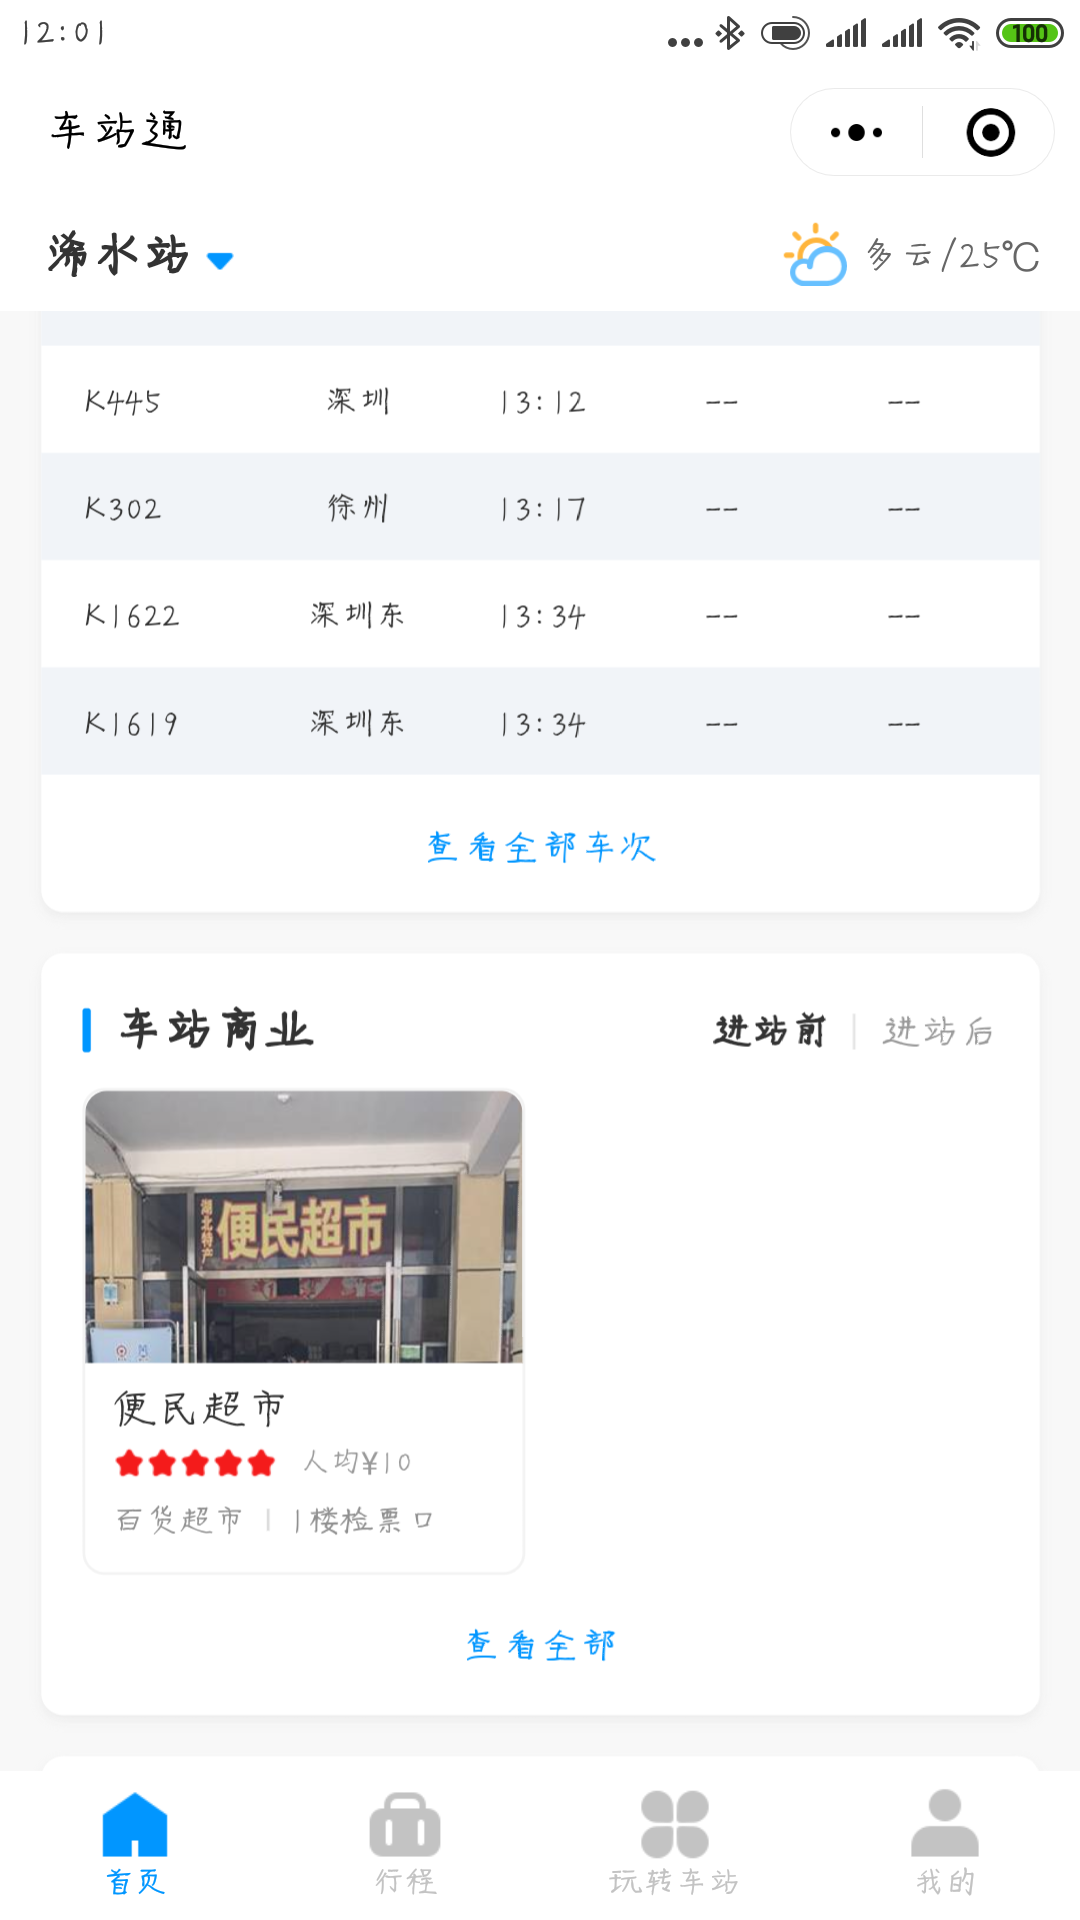 12:01
100
车站通
浠水站
多云/25℃
K445 深圳 13:12 -- --
K302 徐州 13:17 -- --
K1622 深圳东 13:34 -- --
K1619 深圳东 13:34 -- --
查看全部车次
车站商业
进站前 | 进站后
湖北特产
便民超市
便民超市
人均¥10
百货超市 | 1楼检票口
查看全部
首页 行程 玩转车站 我的